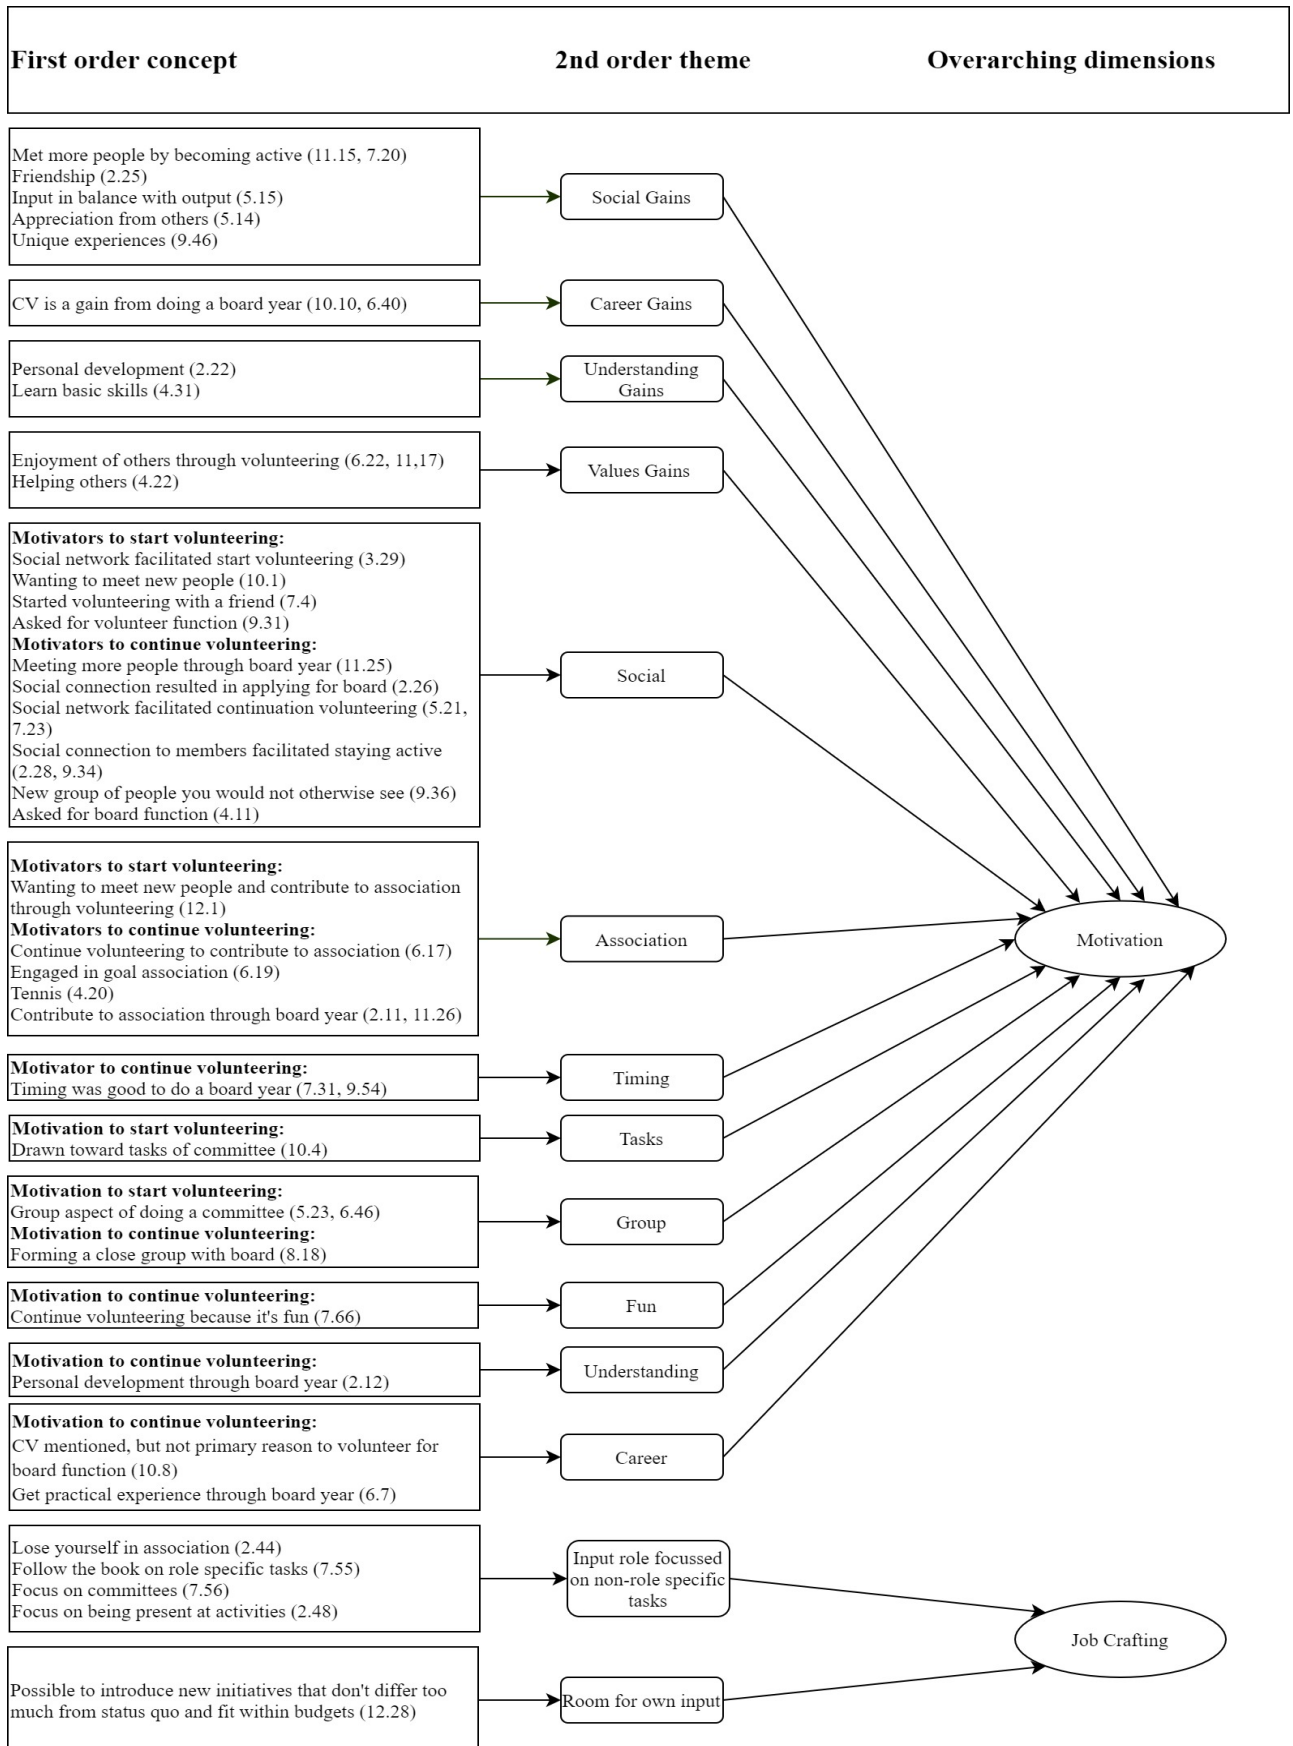 First order concept
2nd order theme
Overarching dimensions
Met more people by becoming active (11.15, 7.20)
Friendship (2.25)
Input in balance with output (5.15)
Appreciation from others (5.14)
Unique experiences (9.46)
Social Gains
CV is a gain from doing a board year (10.10, 6.40)
Career Gains
Personal development (2.22)
Learn basic skills (4.31)
Understanding
Gains
Enjoyment of others through volunteering (6.22, 11,17)
Helping others (4.22)
Values Gains
Motivators to start volunteering:
Social network facilitated start volunteering (3.29)
Wanting to meet new people (10.1)
Started volunteering with a friend (7.4)
Asked for volunteer function (9.31)
Motivators to continue volunteering:
Meeting more people through board year (11.25)
Social connection resulted in applying for board (2.26)
Social network facilitated continuation volunteering (5.21,
7.23)
Social connection to members facilitated staying active
(2.28, 9.34)
New group of people you would not otherwise see (9.36)
Asked for board function (4.11)
Social
Motivators to start volunteering:
Wanting to meet new people and contribute to association
through volunteering (12.1)
Motivators to continue volunteering:
Continue volunteering to contribute to association (6.17)
Engaged in goal association (6.19)
Tennis (4.20)
Contribute to association through board year (2.11, 11.26)
Association
Motivation
Motivator to continue volunteering:
Timing was good to do a board year (7.31, 9.54)
Timing
Motivation to start volunteering:
Drawn toward tasks of committee (10.4)
Tasks
Motivation to start volunteering:
Group aspect of doing a committee (5.23, 6.46)
Motivation to continue volunteering:
Forming a close group with board (8.18)
Group
Motivation to continue volunteering:
Continue volunteering because it's fun (7.66)
Fun
Motivation to continue volunteering:
Personal development through board year (2.12)
Understanding
Motivation to continue volunteering:
CV mentioned, but not primary reason to volunteer for
board function (10.8)
Get practical experience through board year (6.7)
Career
Lose yourself in association (2.44)
Follow the book on role specific tasks (7.55)
Focus on committees (7.56)
Focus on being present at activities (2.48)
Input role focussed
on non-role specific
tasks
Job Crafting
Possible to introduce new initiatives that don't differ too
much from status quo and fit within budgets (12.28)
Room for own input